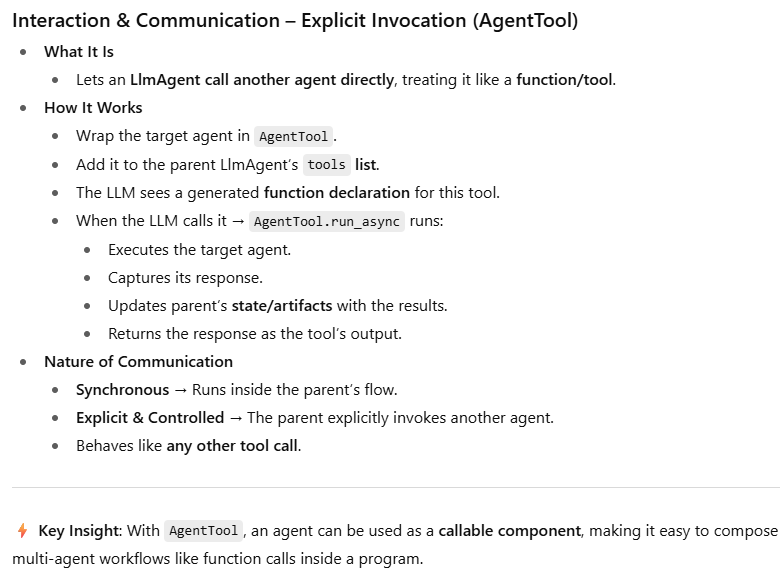 Interaction & Communication – Explicit Invocation (AgentTool)
• What It Is
• Lets an LlmAgent call another agent directly, treating it like a function/tool.
• How It Works
• Wrap the target agent in AgentTool.
• Add it to the parent LlmAgent's tools list.
• The LLM sees a generated function declaration for this tool.
• When the LLM calls it → AgentTool.run_async runs:
• Executes the target agent.
• Captures its response.
• Updates parent's state/artifacts with the results.
• Returns the response as the tool's output.
• Nature of Communication
• Synchronous → Runs inside the parent's flow.
• Explicit & Controlled → The parent explicitly invokes another agent.
• Behaves like any other tool call.
⚡ Key Insight: With AgentTool, an agent can be used as a callable component, making it easy to compose
multi-agent workflows like function calls inside a program.